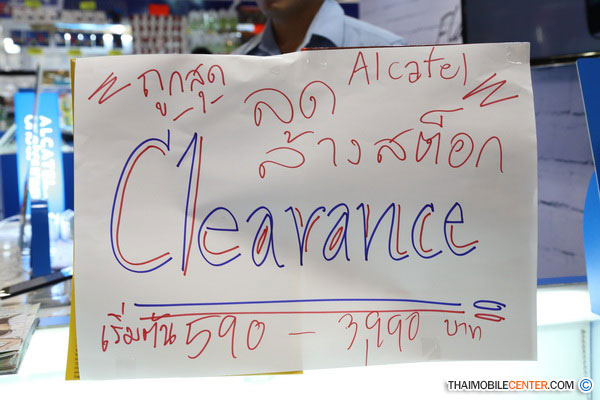 ถูกสุด ลด Alcatel
ล้างสต๊อก
Clearance
เริ่มต้น 590 - 3,990 บาท
ALCATEL
THAIMOBILECENTER.COM ©